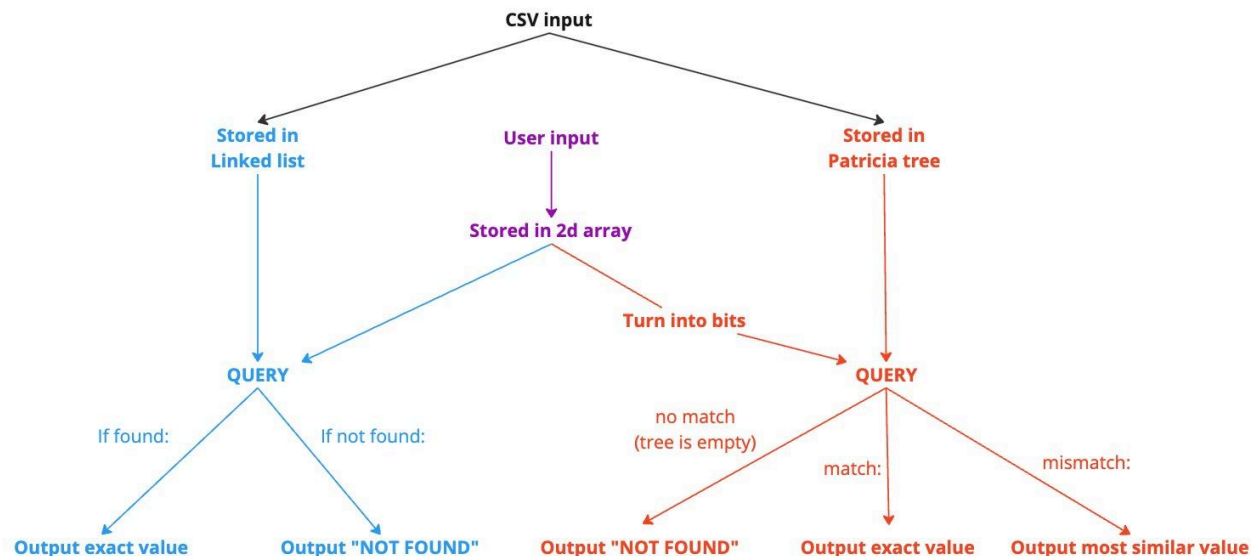 CSV input
Stored in
Linked list
User input
Stored in
Patricia tree
Stored in 2d array
Turn into bits
QUERY
QUERY
If found:
If not found:
no match
(tree is empty)
match:
mismatch:
Output exact value
Output "NOT FOUND"
Output "NOT FOUND"
Output exact value
Output most similar value